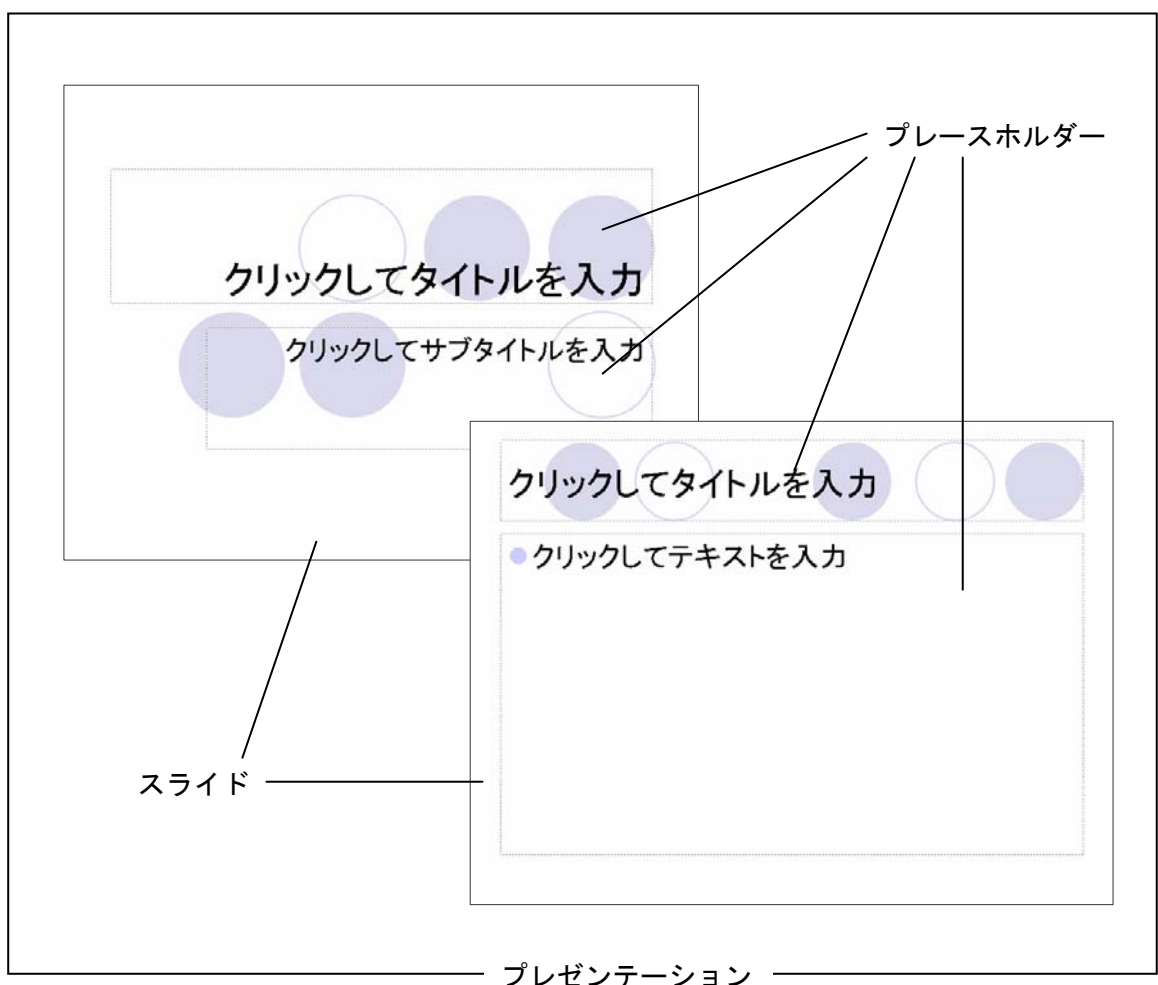 プレースホルダー
クリックしてタイトルを入力
クリックしてサブタイトルを入力
クリックしてタイトルを入力
クリックしてテキストを入力
スライド
プレゼンテーション